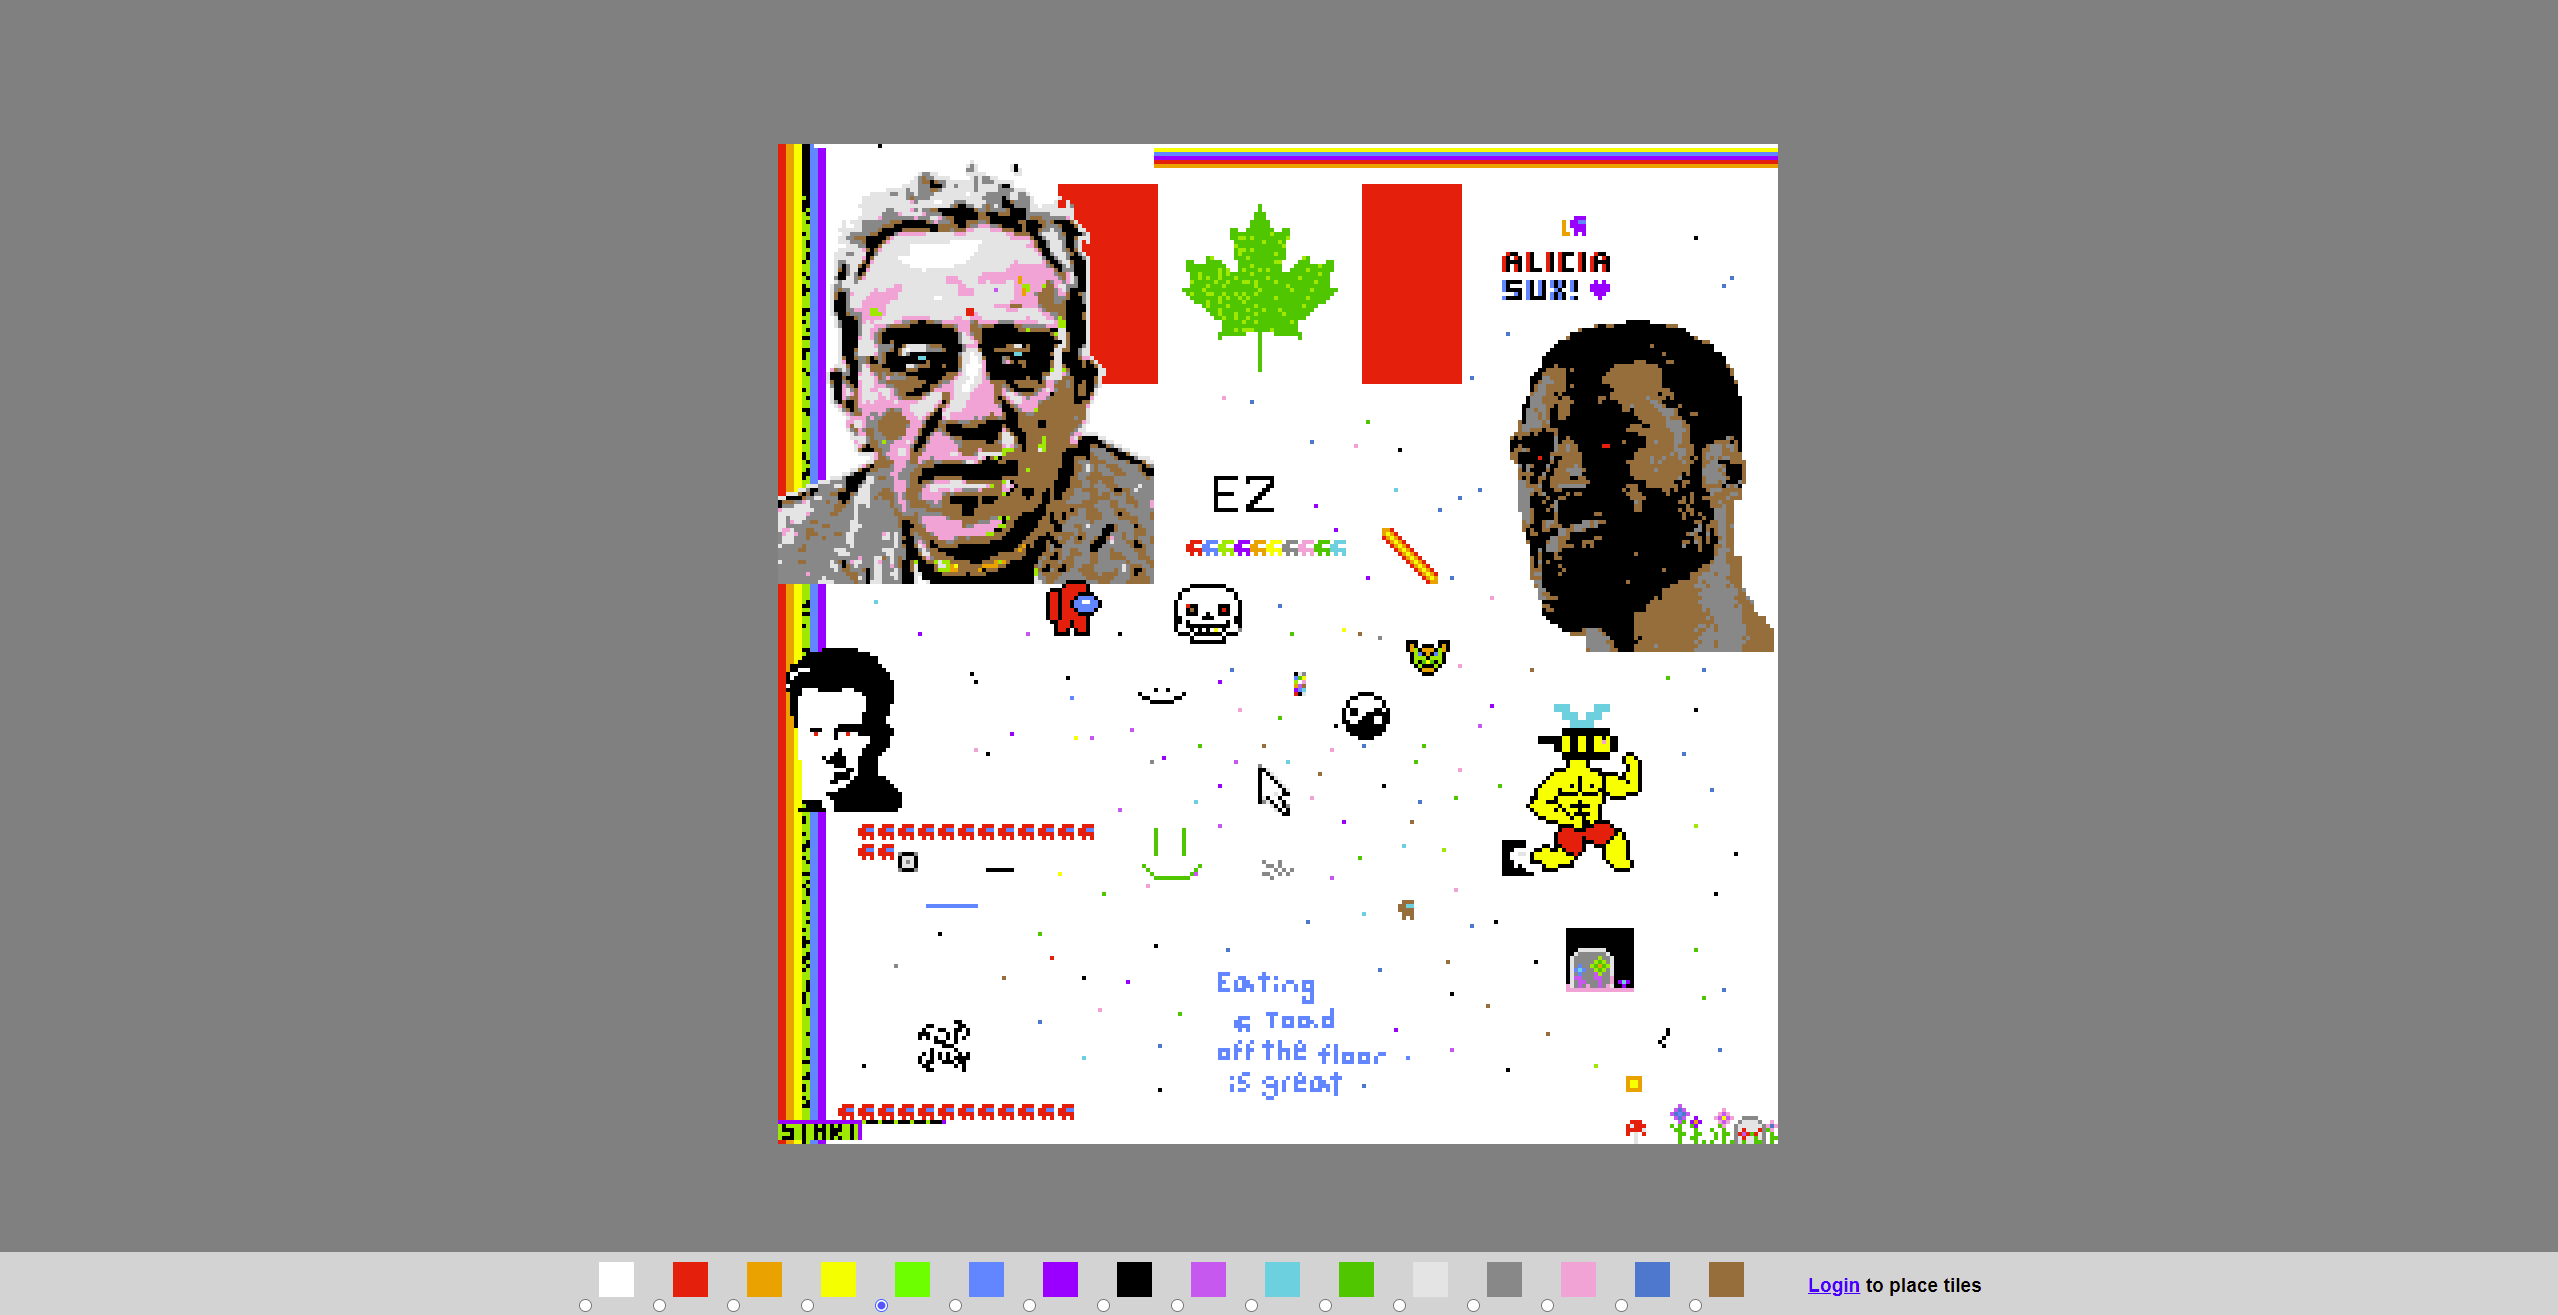 ALICIA
SUX! ♥
EZ
Eating
a Toad
off the floor
is great
START
Login to place tiles